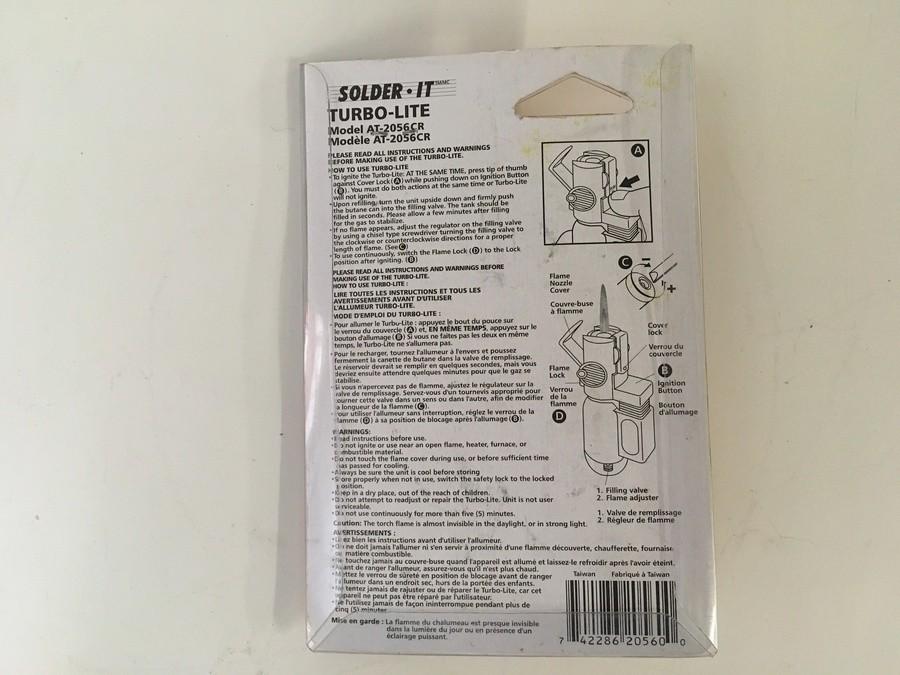 SOLDER·IT TM/MC
TURBO-LITE
Model AT-2056CR
Modèle AT-2056CR
PLEASE READ ALL INSTRUCTIONS AND WARNINGS
BEFORE MAKING USE OF THE TURBO-LITE.
HOW TO USE TURBO-LITE
• To ignite the Turbo-Lite: AT THE SAME TIME, press tip of thumb
against Cover Lock (A) while pushing down on Ignition Button
(B). You must do both actions at the same time or Turbo-Lite
will not ignite.
• Upon refilling, turn the unit upside down and firmly push
the butane can into the filling valve. The tank should be
filled in seconds. Please allow a few minutes after filling
for the gas to stabilize.
• If no flame appears, adjust the regulator on the filling valve
by using a chisel type screwdriver turning the filling valve to
the clockwise or counterclockwise directions for a proper
length of flame. (See C)
• To use continuously, switch the Flame Lock (D) to the Lock
position after igniting. (B)
PLEASE READ ALL INSTRUCTIONS AND WARNINGS BEFORE
MAKING USE OF THE TURBO-LITE.
HOW TO USE TURBO-LITE :
LIRE TOUTES LES INSTRUCTIONS ET TOUS LES
AVERTISSEMENTS AVANT D'UTILISER
L'ALLUMEUR TURBO-LITE.
MODE D'EMPLOI DU TURBO-LITE :
• Pour allumer le Turbo-Lite : appuyez le bout du pouce sur
le verrou du couvercle (A) et, EN MÊME TEMPS, appuyez sur le
bouton d'allumage (B) Si vous ne faites pas les deux en même
temps, le Turbo-Lite ne s'allumera pas.
• Pour le recharger, tournez l'allumeur à l'envers et poussez
fermement la canette de butane dans la valve de remplissage.
Le réservoir devrait se remplir en quelques secondes, mais vous
devriez ensuite attendre quelques minutes pour que le gaz se
stabilise.
• Si vous n'apercevez pas de flamme, ajustez le régulateur sur la
valve de remplissage. Servez-vous d'un tournevis approprié pour
tourner cette valve dans un sens ou dans l'autre, afin de modifier
la longueur de la flamme (C).
• Pour utiliser l'allumeur sans interruption, réglez le verrou de la
flamme (D) à sa position de blocage après l'allumage (B).
WARNINGS:
• Read instructions before use.
• Do not ignite or use near an open flame, heater, furnace, or
combustible material.
• Do not touch the flame cover during use, or before sufficient time
has passed for cooling.
• Always be sure the unit is cool before storing
• Store properly when not in use, switch the safety lock to the locked
position.
• Keep in a dry place, out of the reach of children.
• Do not attempt to readjust or repair the Turbo-Lite. Unit is not user
serviceable.
• Do not use continuously for more than five (5) minutes.
Caution: The torch flame is almost invisible in the daylight, or in strong light.
AVERTISSEMENTS :
• Lisez bien les instructions avant d'utiliser l'allumeur.
• On ne doit jamais l'allumer ni s'en servir à proximité d'une flamme découverte, chaufferette, fournaise
ou matière combustible.
• Ne touchez jamais au couvre-buse quand l'appareil est allumé et laissez-le refroidir après l'avoir éteint.
• Avant de ranger l'allumeur, assurez-vous qu'il n'est plus chaud.
• Mettez le verrou de sûreté en position de blocage avant de ranger
l'allumeur dans un endroit sec, hors de la portée des enfants.
• Ne tentez jamais de rajuster ou de réparer le Turbo-Lite, car cet
appareil ne peut pas être réparé par l'utilisateur.
• Ne l'utilisez jamais de façon ininterrompue pendant plus de
cinq (5) minutes.
Mise en garde : La flamme du chalumeau est presque invisible
dans la lumière du jour ou en présence d'un
éclairage puissant.
A
C
Flame
Nozzle
Cover
Couvre-buse
à flamme
Cover
lock
Verrou du
couvercle
Flame
Lock
Verrou
de la
flamme
D
B
Ignition
Button
Bouton
d'allumage
1. Filling valve
2. Flame adjuster
1. Valve de remplissage
2. Régleur de flamme
Taiwan Fabriqué à Taiwan
7 42286 20560 0